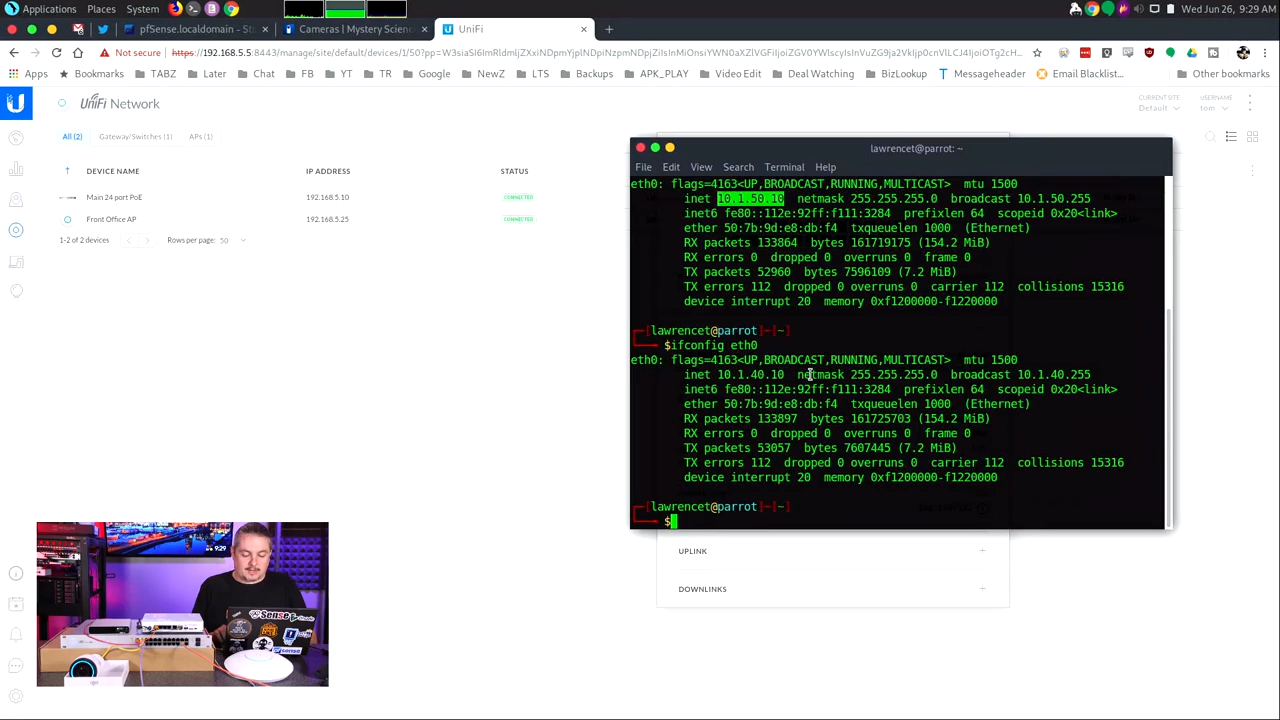 Applications Places System
Wed Jun 26, 9:29 AM
pfSense.localdomain - St
Cameras | Mystery Scienc
UniFi
Not secure
https://192.168.5.5:8443/manage/site/default/devices/1/50?pp=
Apps Bookmarks TABZ Later Chat FB YT TR Google NewZ LTS Backups APK_PLAY Video Edit Deal Watching BizLookup Messageheader Email Blacklist... Other bookmarks
UniFi Network
CURRENT SITE
Default
USERNAME
tom
All (2) Gateway/Switches (1) APs (1)
DEVICE NAME IP ADDRESS STATUS
Main 24 port PoE 192.168.5.10 CONNECTED
Front Office AP 192.168.5.25 CONNECTED
1-2 of 2 devices Rows per page: 50
lawrencet@parrot: ~
File Edit View Search Terminal Help
eth0: flags=4163<UP,BROADCAST,RUNNING,MULTICAST> mtu 1500
inet 10.1.50.10 netmask 255.255.255.0 broadcast 10.1.50.255
inet6 fe80::112e:92ff:f111:3284 prefixlen 64 scopeid 0x20<link>
ether 50:7b:9d:e8:db:f4 txqueuelen 1000 (Ethernet)
RX packets 133864 bytes 161719175 (154.2 MiB)
RX errors 0 dropped 0 overruns 0 frame 0
TX packets 52960 bytes 7596109 (7.2 MiB)
TX errors 112 dropped 0 overruns 0 carrier 112 collisions 15316
device interrupt 20 memory 0xf1200000-f1220000
[lawrencet@parrot]-[~]
$ifconfig eth0
eth0: flags=4163<UP,BROADCAST,RUNNING,MULTICAST> mtu 1500
inet 10.1.40.10 netmask 255.255.255.0 broadcast 10.1.40.255
inet6 fe80::112e:92ff:f111:3284 prefixlen 64 scopeid 0x20<link>
ether 50:7b:9d:e8:db:f4 txqueuelen 1000 (Ethernet)
RX packets 133897 bytes 161725703 (154.2 MiB)
RX errors 0 dropped 0 overruns 0 frame 0
TX packets 53057 bytes 7607445 (7.2 MiB)
TX errors 112 dropped 0 overruns 0 carrier 112 collisions 15316
device interrupt 20 memory 0xf1200000-f1220000
[lawrencet@parrot]-[~]
$
UPLINK
DOWNLINKS